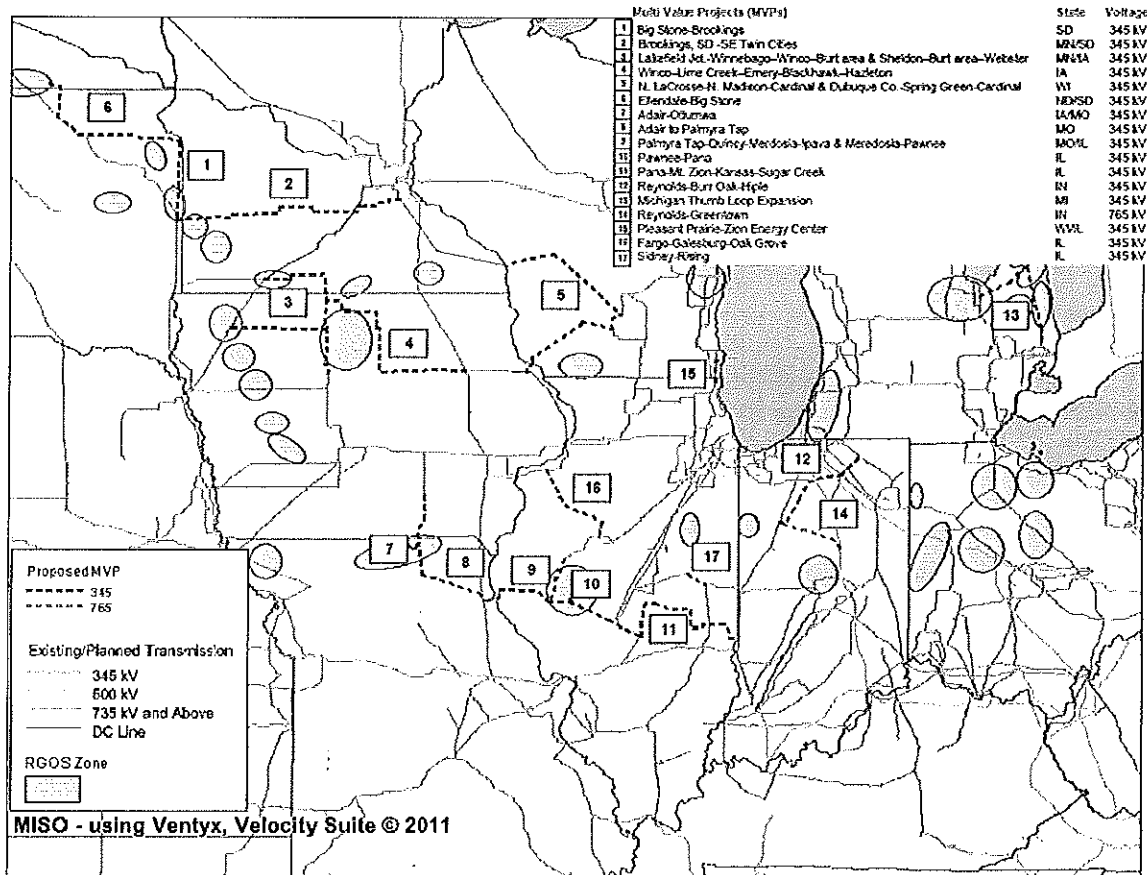 Multi Value Projects (MVPs) State Voltage
1 Big Stone-Brookings SD 345 kV
2 Brookings, SD -SE Twin Cities MN/SD 345 kV
3 Lakefield Jct.-Winnebago-Winco-Burt area & Sheldon-Burt area-Webster MN/IA 345 kV
4 Winco-Lime Creek-Emery-Blackhawk-Hazleton IA 345 kV
5 N. LaCrosse-N. Madison-Cardinal & Dubuque Co.-Spring Green-Cardinal WI 345 kV
6 Ellendale-Big Stone ND/SD 345 kV
7 Adair-Ottumwa IA/MO 345 kV
8 Adair to Palmyra Tap MO 345 kV
9 Palmyra Tap-Quincy-Merdosia-Ipava & Meredosia-Pawnee MO/IL 345 kV
10 Pawnee-Pana IL 345 kV
11 Pana-Mt. Zion-Kansas-Sugar Creek IL 345 kV
12 Reynolds-Burr Oak-Hiple IN 345 kV
13 Michigan Thumb Loop Expansion MI 345 kV
14 Reynolds-Greentown IN 765 kV
15 Pleasant Prairie-Zion Energy Center WI/IL 345 kV
16 Fargo-Galesburg-Oak Grove IL 345 kV
17 Sidney-Rising IL 345 kV
6
1
2
3
5
13
4
15
12
16
14
7
8
9
10
17
11
Proposed MVP
345
765
Existing/Planned Transmission
345 kV
500 kV
735 kV and Above
DC Line
RGOS Zone
MISO - using Ventyx, Velocity Suite © 2011